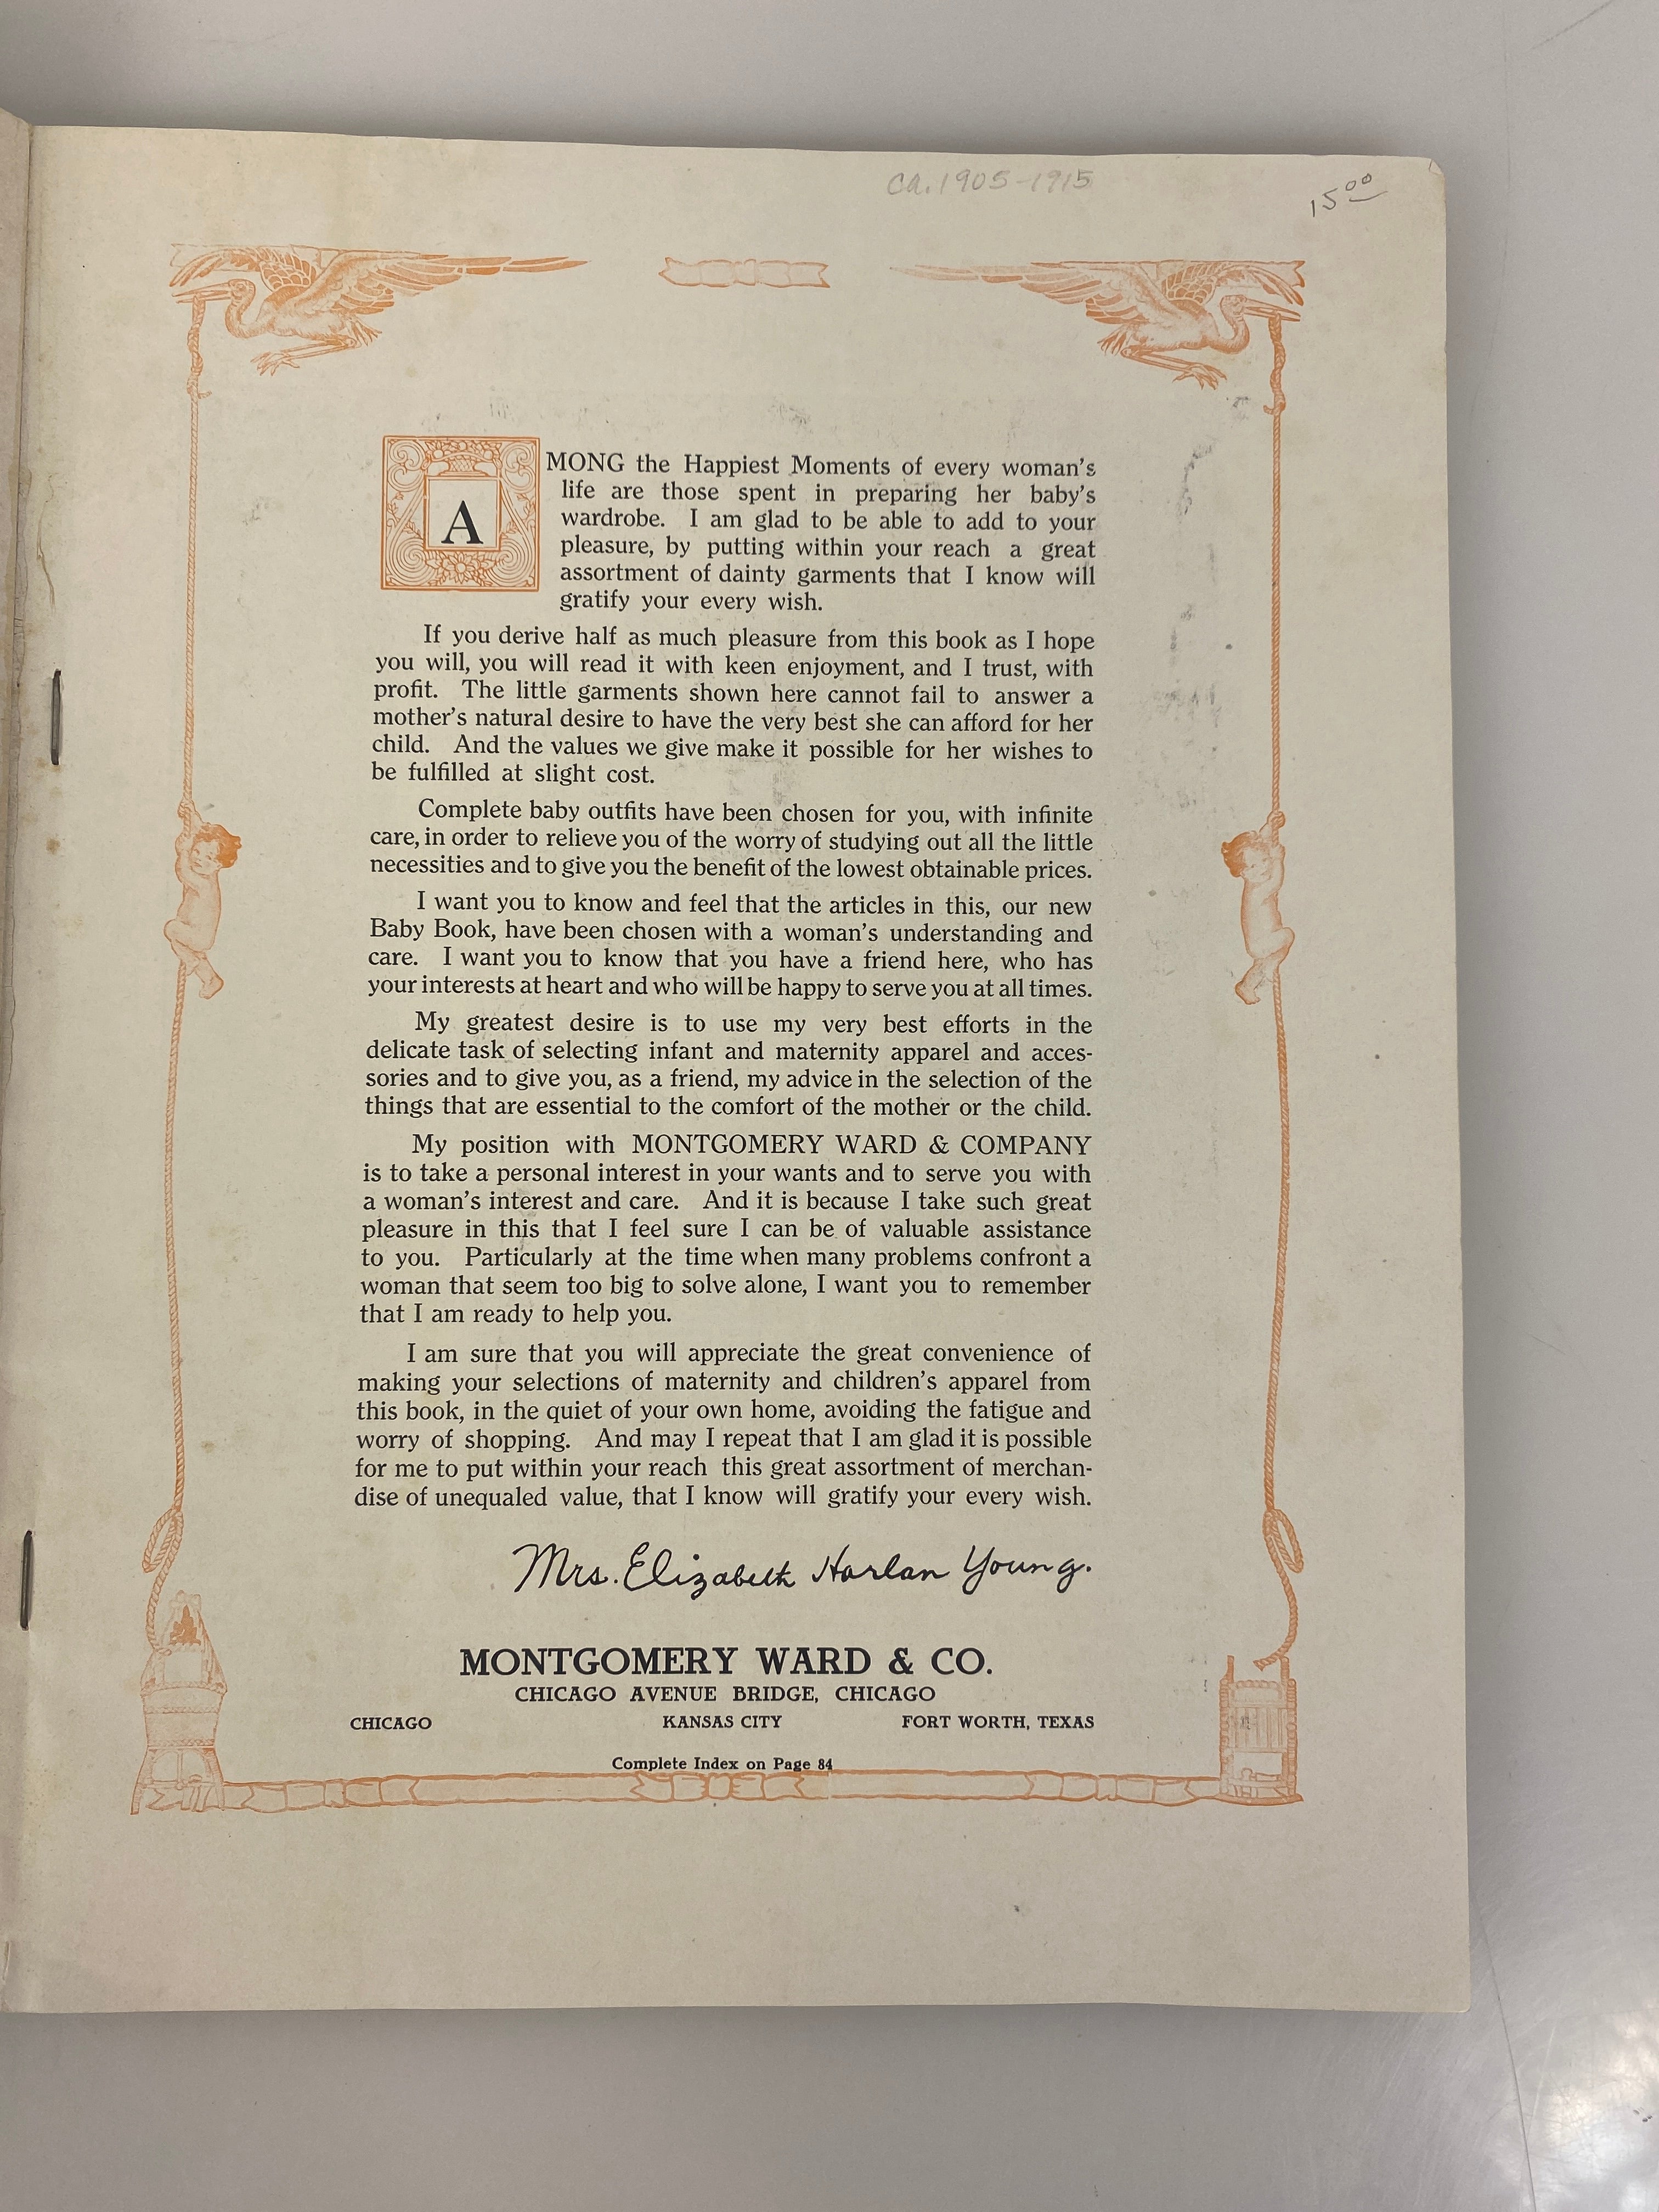 ca. 1905-1915
15 00
AMONG the Happiest Moments of every woman's
life are those spent in preparing her baby's
wardrobe. I am glad to be able to add to your
pleasure, by putting within your reach a great
assortment of dainty garments that I know will
gratify your every wish.
If you derive half as much pleasure from this book as I hope
you will, you will read it with keen enjoyment, and I trust, with
profit. The little garments shown here cannot fail to answer a
mother's natural desire to have the very best she can afford for her
child. And the values we give make it possible for her wishes to
be fulfilled at slight cost.
Complete baby outfits have been chosen for you, with infinite
care, in order to relieve you of the worry of studying out all the little
necessities and to give you the benefit of the lowest obtainable prices.
I want you to know and feel that the articles in this, our new
Baby Book, have been chosen with a woman's understanding and
care. I want you to know that you have a friend here, who has
your interests at heart and who will be happy to serve you at all times.
My greatest desire is to use my very best efforts in the
delicate task of selecting infant and maternity apparel and acces-
sories and to give you, as a friend, my advice in the selection of the
things that are essential to the comfort of the mother or the child.
My position with MONTGOMERY WARD & COMPANY
is to take a personal interest in your wants and to serve you with
a woman's interest and care. And it is because I take such great
pleasure in this that I feel sure I can be of valuable assistance
to you. Particularly at the time when many problems confront a
woman that seem too big to solve alone, I want you to remember
that I am ready to help you.
I am sure that you will appreciate the great convenience of
making your selections of maternity and children's apparel from
this book, in the quiet of your own home, avoiding the fatigue and
worry of shopping. And may I repeat that I am glad it is possible
for me to put within your reach this great assortment of merchan-
dise of unequaled value, that I know will gratify your every wish.
Mrs. Elizabeth Harlan Young.
MONTGOMERY WARD & CO.
CHICAGO AVENUE BRIDGE, CHICAGO
CHICAGO KANSAS CITY FORT WORTH, TEXAS
Complete Index on Page 84